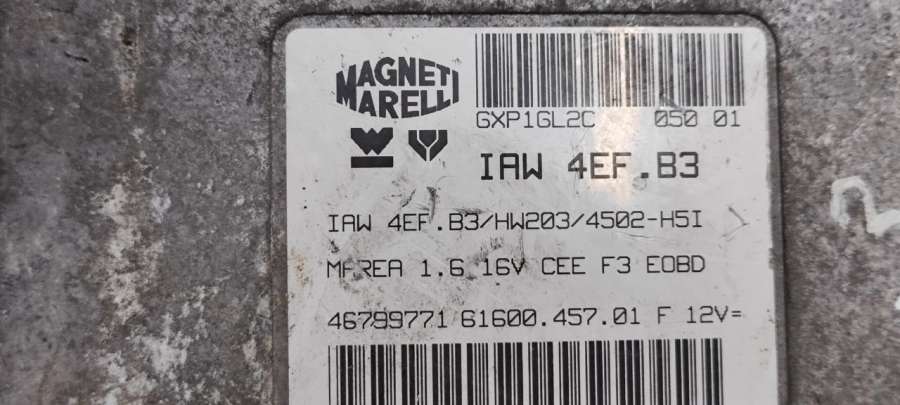 MAGNETI
MARELLI
GXP1GL2C 050 01
IAW 4EF.B3
IAW 4EF.B3/HW203/4502-H5I
MAREA 1.6 16V CEE F3 EOBD
46799771 61600.457.01 F 12V=